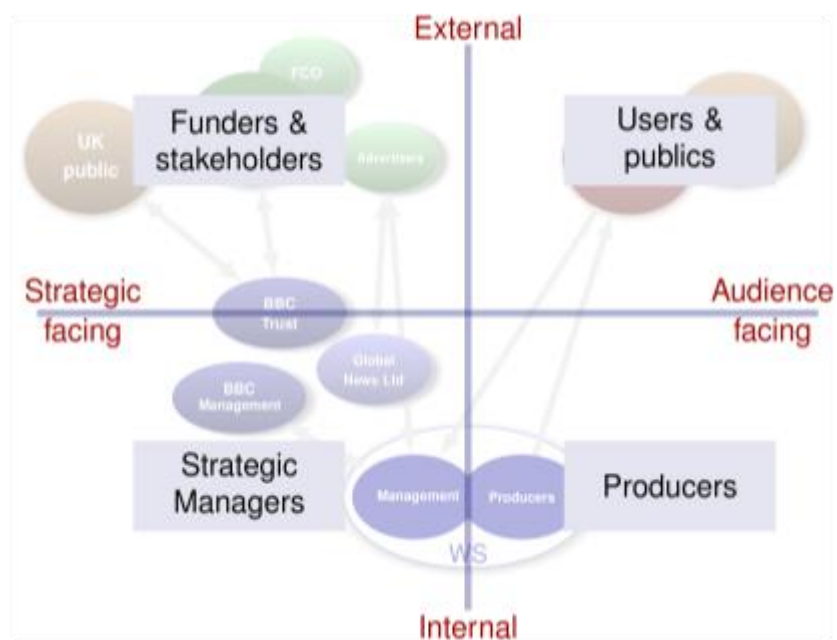 External
FCO
Funders &
stakeholders
Users &
publics
UK
public
Advertisers
Strategic
facing
Audience
facing
BBC
Trust
Global
News Ltd
BBC
Management
Strategic
Managers
Producers
Management
Producers
WS
Internal